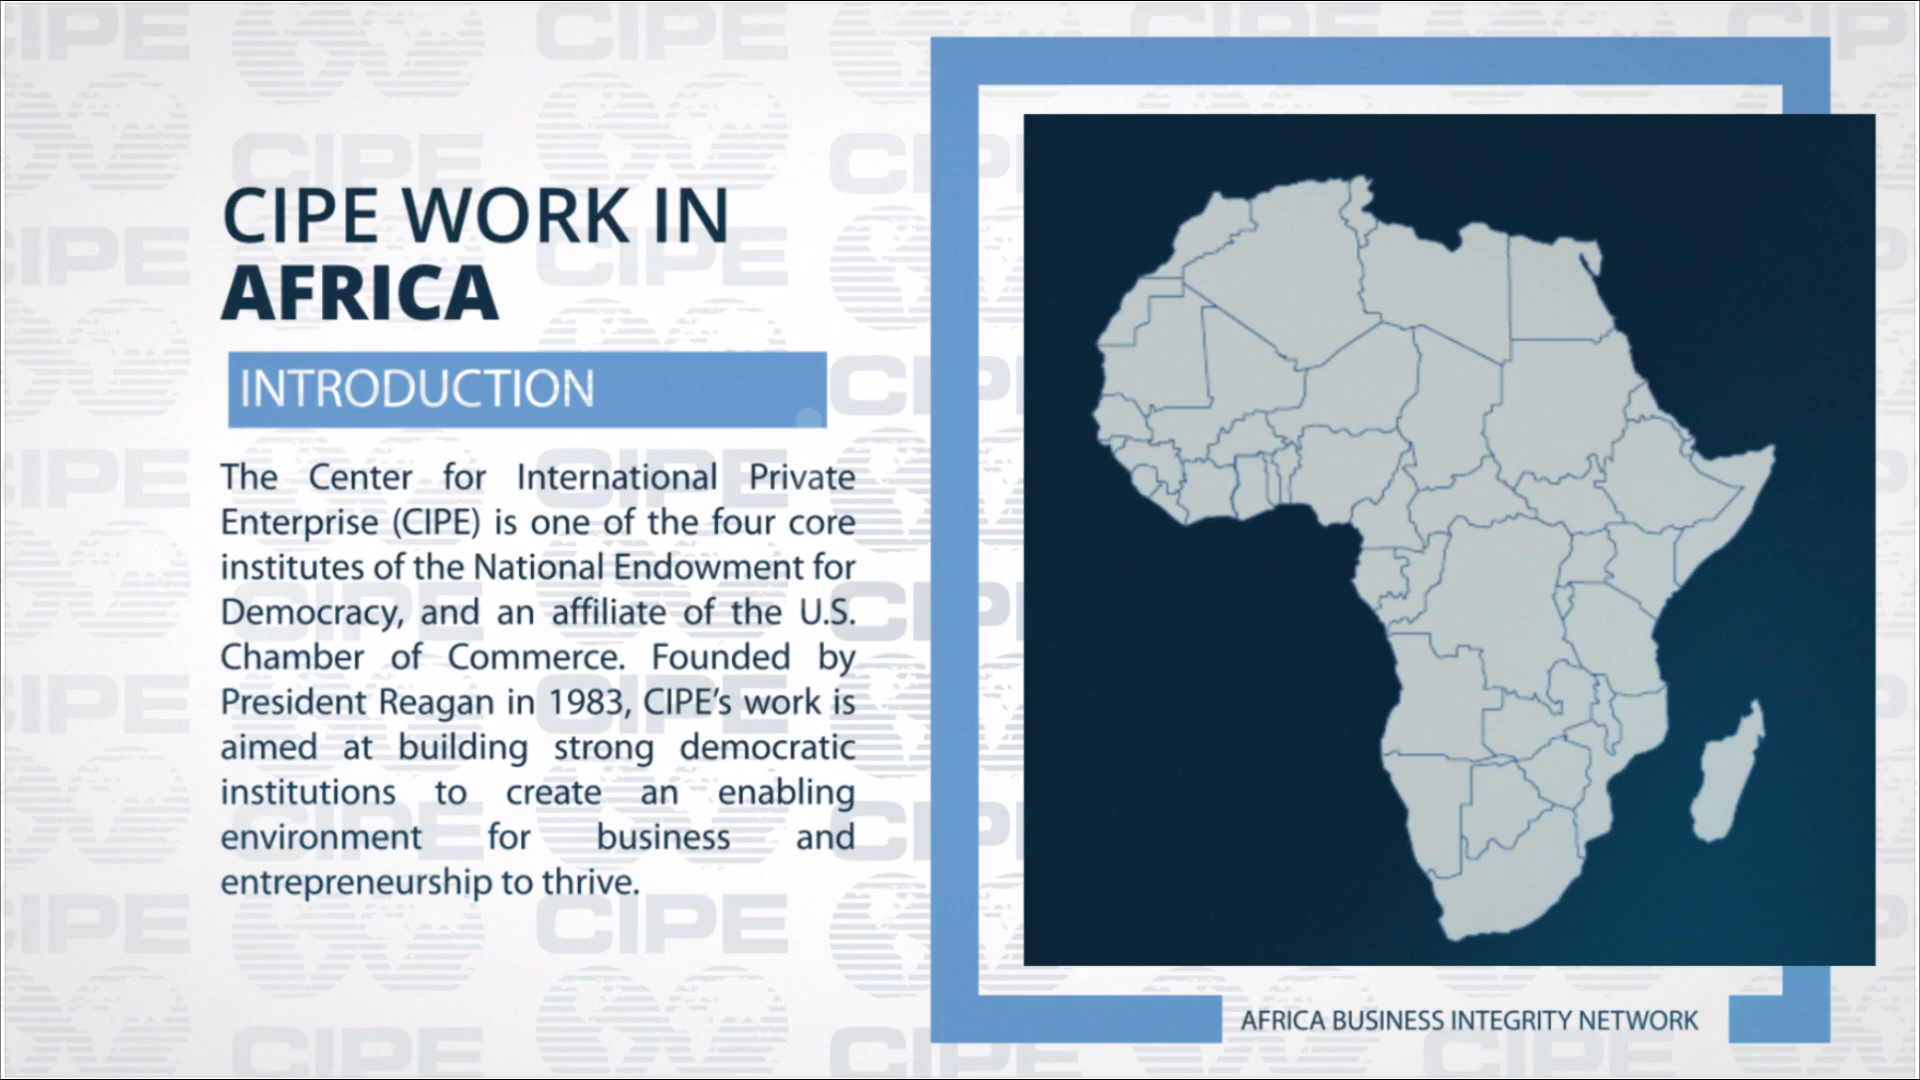 CIPE WORK IN
AFRICA
INTRODUCTION
The Center for International Private
Enterprise (CIPE) is one of the four core
institutes of the National Endowment for
Democracy, and an affiliate of the U.S.
Chamber of Commerce. Founded by
President Reagan in 1983, CIPE’s work is
aimed at building strong democratic
institutions to create an enabling
environment for business and
entrepreneurship to thrive.
AFRICA BUSINESS INTEGRITY NETWORK